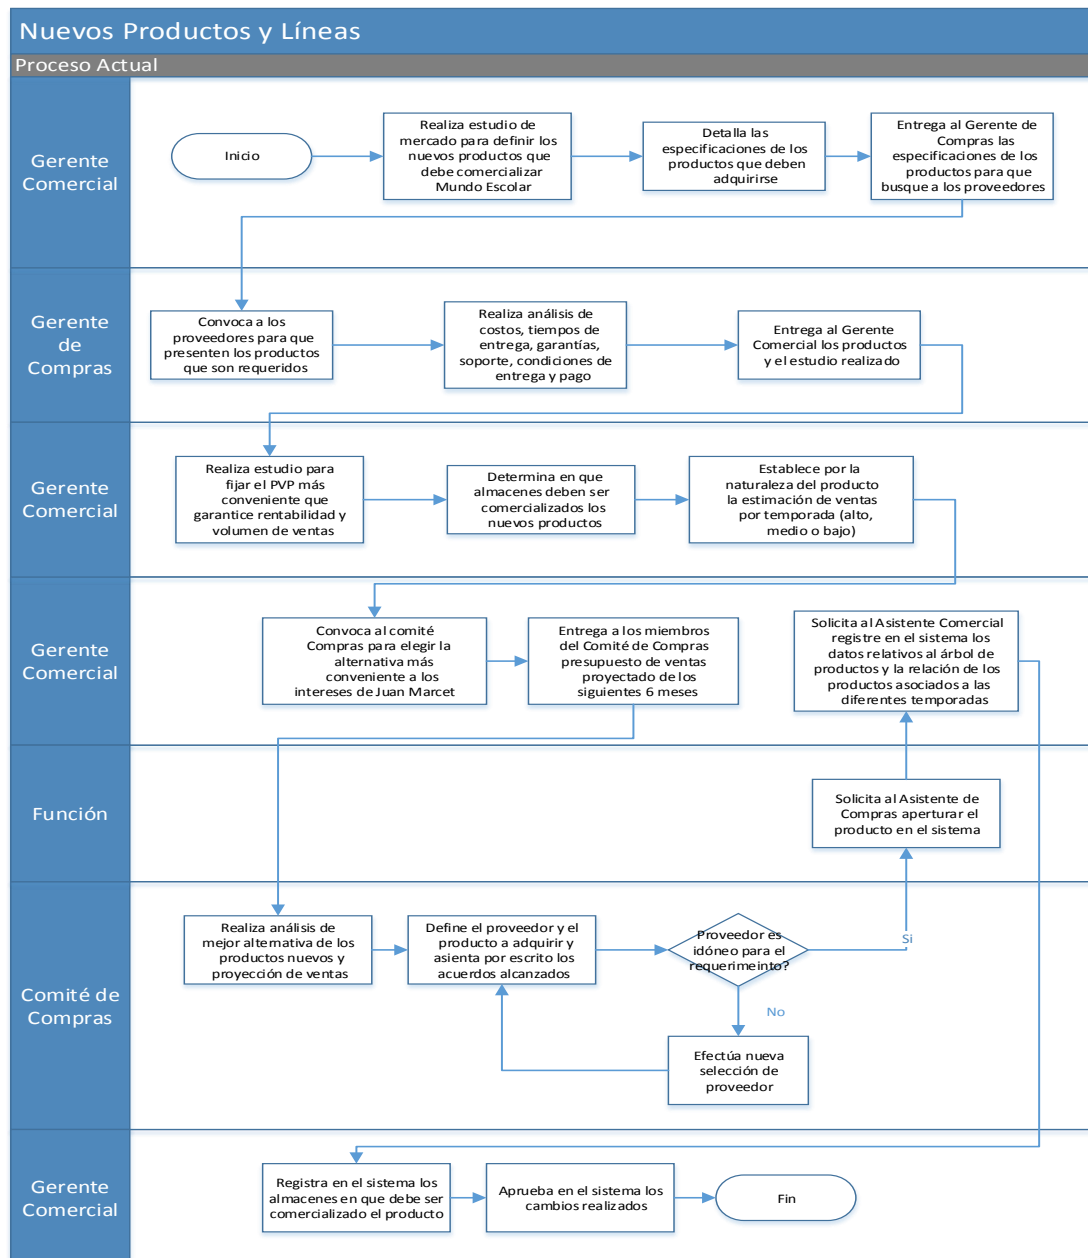 Nuevos Productos y Líneas
Proceso Actual
Gerente
Comercial
Inicio
Realiza estudio de
mercado para definir los
nuevos productos que
debe comercializar
Mundo Escolar
Detalla las
especificaciones de los
productos que deben
adquirirse
Entrega al Gerente de
Compras las
especificaciones de los
productos para que
busque a los proveedores
Gerente
de
Compras
Convoca a los
proveedores para que
presenten los productos
que son requeridos
Realiza análisis de
costos, tiempos de
entrega, garantías,
soporte, condiciones de
entrega y pago
Entrega al Gerente
Comercial los productos
y el estudio realizado
Gerente
Comercial
Realiza estudio para
fijar el PVP más
conveniente que
garantice rentabilidad y
volumen de ventas
Determina en que
almacenes deben ser
comercializados los
nuevos productos
Establece por la
naturaleza del producto
la estimación de ventas
por temporada (alto,
medio o bajo)
Gerente
Comercial
Convoca al comité
Compras para elegir la
alternativa más
conveniente a los
intereses de Juan Marcet
Entrega a los miembros
del Comité de Compras
presupuesto de ventas
proyectado de los
siguientes 6 meses
Solicita al Asistente Comercial
registre en el sistema los
datos relativos al árbol de
productos y la relación de los
productos asociados a las
diferentes temporadas
Función
Solicita al Asistente de
Compras aperturar el
producto en el sistema
Comité de
Compras
Realiza análisis de
mejor alternativa de los
productos nuevos y
proyección de ventas
Define el proveedor y el
producto a adquirir y
asienta por escrito los
acuerdos alcanzados
Proveedor es
idóneo para el
requerimeinto?
Si
No
Efectúa nueva
selección de
proveedor
Gerente
Comercial
Registra en el sistema los
almacenes en que debe ser
comercializado el producto
Aprueba en el sistema los
cambios realizados
Fin